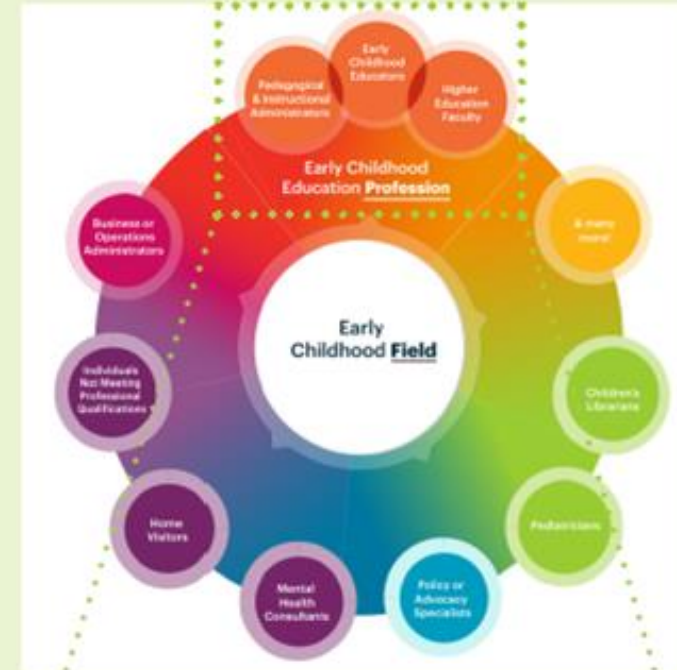 Early
Childhood
Educators
Pedagogical
& Instructional
Administrators
Higher
Education
Faculty
Early Childhood
Education Profession
Business or
Operations
Administrators
& many
more!
Early
Childhood Field
Individuals
Not Meeting
Professional
Qualifications
Children's
Librarians
Home
Visitors
Pediatricians
Mental
Health
Consultants
Policy or
Advocacy
Specialists